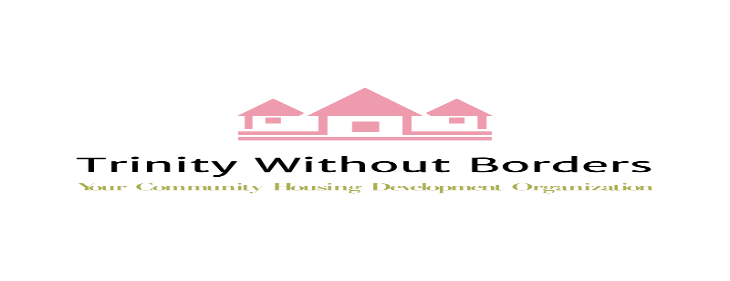 Trinity Without Borders
Your Community Housing Development Organization